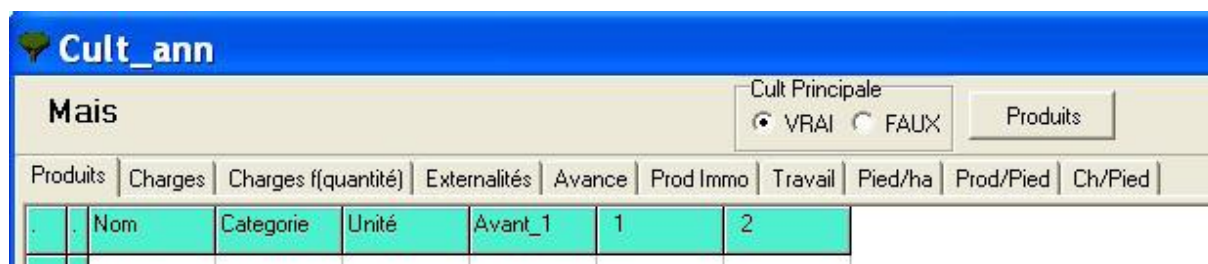 Cult_ann
Mais
Cult Principale
VRAI FAUX
Produits
Produits Charges Charges f(quantité) Externalités Avance Prod Immo Travail Pied/ha Prod/Pied Ch/Pied
. . Nom Categorie Unité Avant_1 1 2